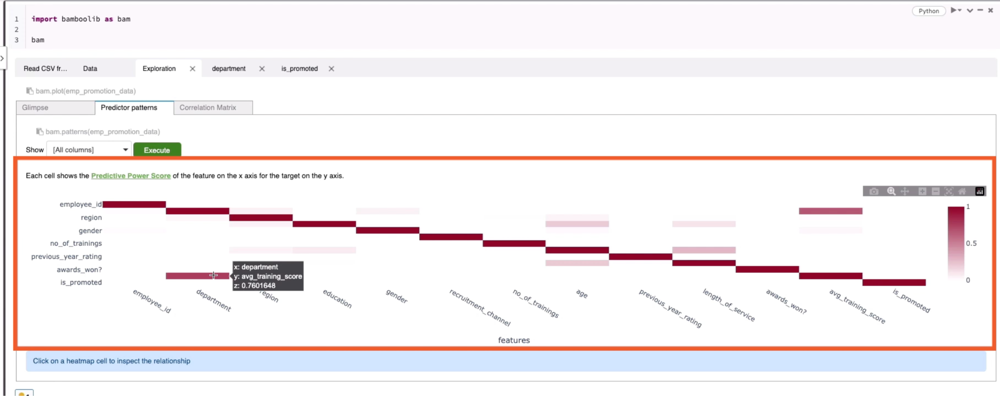 Python
1 import bamboolib as bam
2
3 bam
Read CSV fr...
Data
Exploration
department
is_promoted
bam.plot(emp_promotion_data)
Glimpse
Predictor patterns
Correlation Matrix
bam.patterns(emp_promotion_data)
Show [All columns] Execute
Each cell shows the Predictive Power Score of the feature on the x axis for the target on the y axis.
employee_id
region
gender
no_of_trainings
previous_year_rating
awards_won?
is_promoted
1
0.5
0
x: department
y: avg_training_score
z: 0.7601648
employee_id
department
region
education
gender
recruitment_channel
no_of_trainings
age
previous_year_rating
length_of_service
awards_won?
avg_training_score
is_promoted
features
Click on a heatmap cell to inspect the relationship